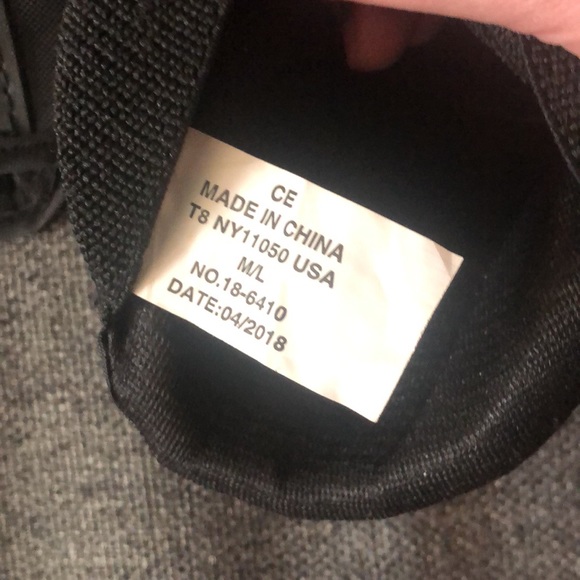 CE
MADE IN CHINA
T8 NY11050 USA
M/L
NO.18-6410
DATE:04/2018